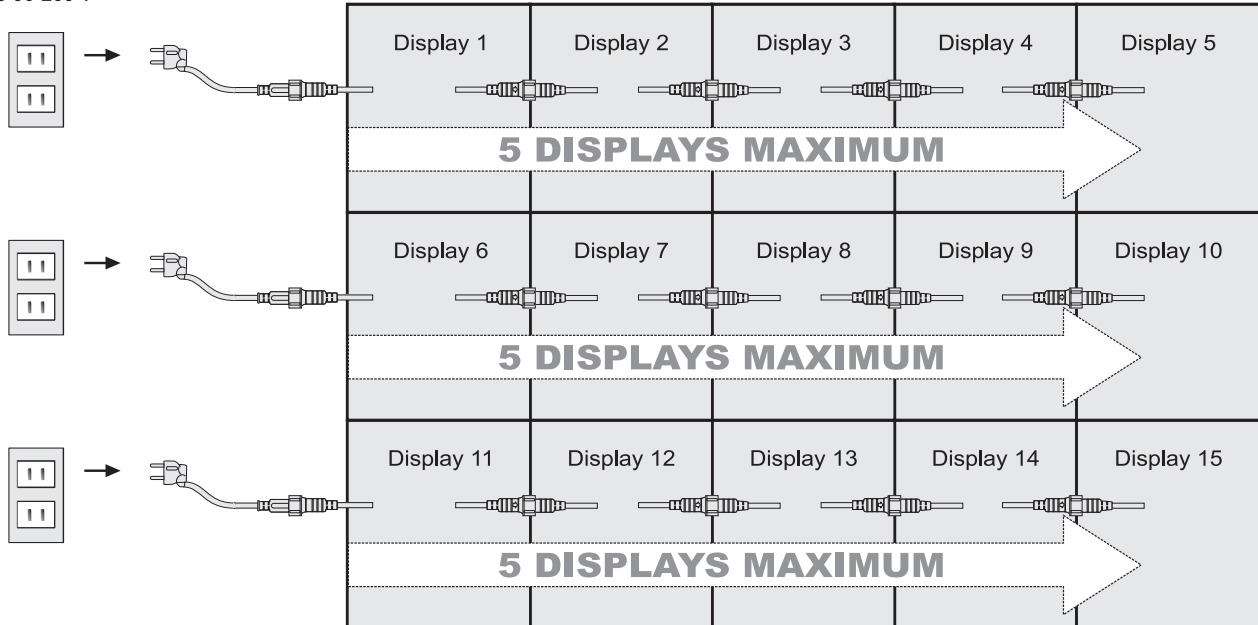 Display 1 Display 2 Display 3 Display 4 Display 5
5 DISPLAYS MAXIMUM
Display 6 Display 7 Display 8 Display 9 Display 10
5 DISPLAYS MAXIMUM
Display 11 Display 12 Display 13 Display 14 Display 15
5 DISPLAYS MAXIMUM